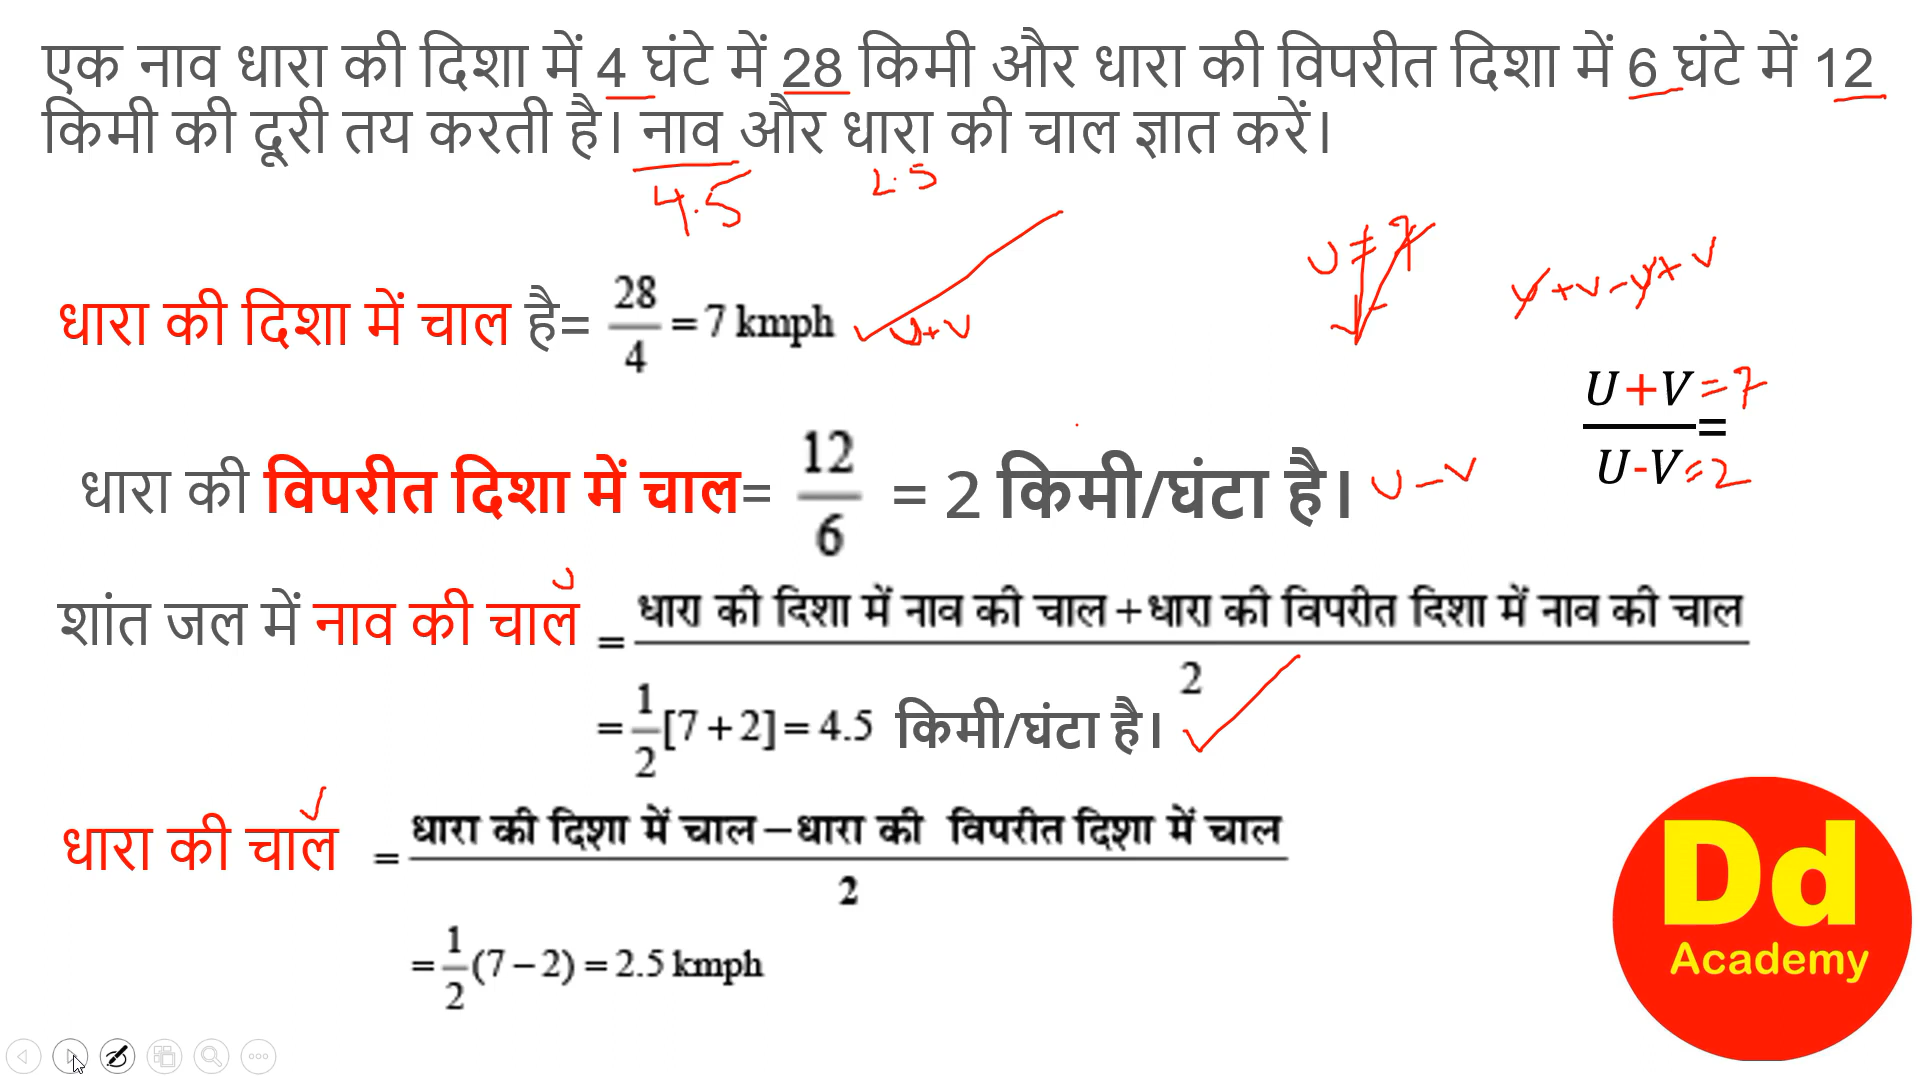 एक नाव धारा की दिशा में 4 घंटे में 28 किमी और धारा की विपरीत दिशा में 6 घंटे में 12
किमी की दूरी तय करती है। नाव और धारा की चाल ज्ञात करें।
4.5
2.5
U = 7
U+V-U+V
धारा की दिशा में चाल है= 28/4 = 7 kmph U+V
U+V =7
=
U-V =2
धारा की विपरीत दिशा में चाल= 12/6 = 2 किमी/घंटा है। U-V
शांत जल में नाव की चाल U
= धारा की दिशा में नाव की चाल+धारा की विपरीत दिशा में नाव की चाल
2
= 1/2 [7+2] = 4.5 किमी/घंटा है।
धारा की चाल
= धारा की दिशा में चाल–धारा की विपरीत दिशा में चाल
2
= 1/2 (7–2) = 2.5 kmph
Dd
Academy